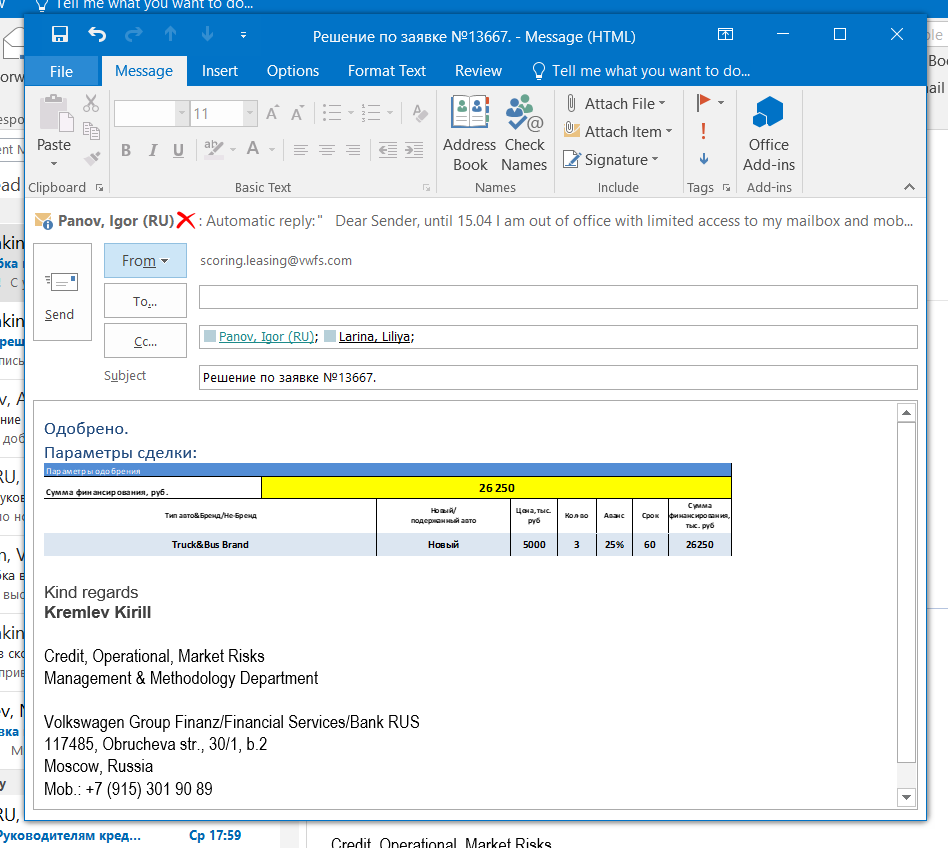 Tell me what you want to do...
Решение по заявке №13667. - Message (HTML)
File Message Insert Options Format Text Review Tell me what you want to do...
Paste
Clipboard
11
B I U
Basic Text
Address Book
Check Names
Names
Attach File
Attach Item
Signature
Include
Tags
Office Add-ins
Add-ins
Panov, Igor (RU) : Automatic reply:" Dear Sender, until 15.04 I am out of office with limited access to my mailbox and mob...
Send
From
scoring.leasing@vwfs.com
To...
Cc...
Panov, Igor (RU); Larina, Liliya;
Subject
Решение по заявке №13667.
Одобрено.
Параметры сделки:
Параметры одобрения
Сумма финансирования, руб. 26 250
Тип авто&Бренд/Не-Бренд Новый/подержанный авто Цена, тыс. руб Кол-во Аванс Срок Сумма финансирования, тыс. руб
Truck&Bus Brand Новый 5000 3 25% 60 26250
Kind regards
Kremlev Kirill
Credit, Operational, Market Risks
Management & Methodology Department
Volkswagen Group Finanz/Financial Services/Bank RUS
117485, Obrucheva str., 30/1, b.2
Moscow, Russia
Mob.: +7 (915) 301 90 89
Руководителям кред... Ср 17:59
Credit, Operational, Market Risks